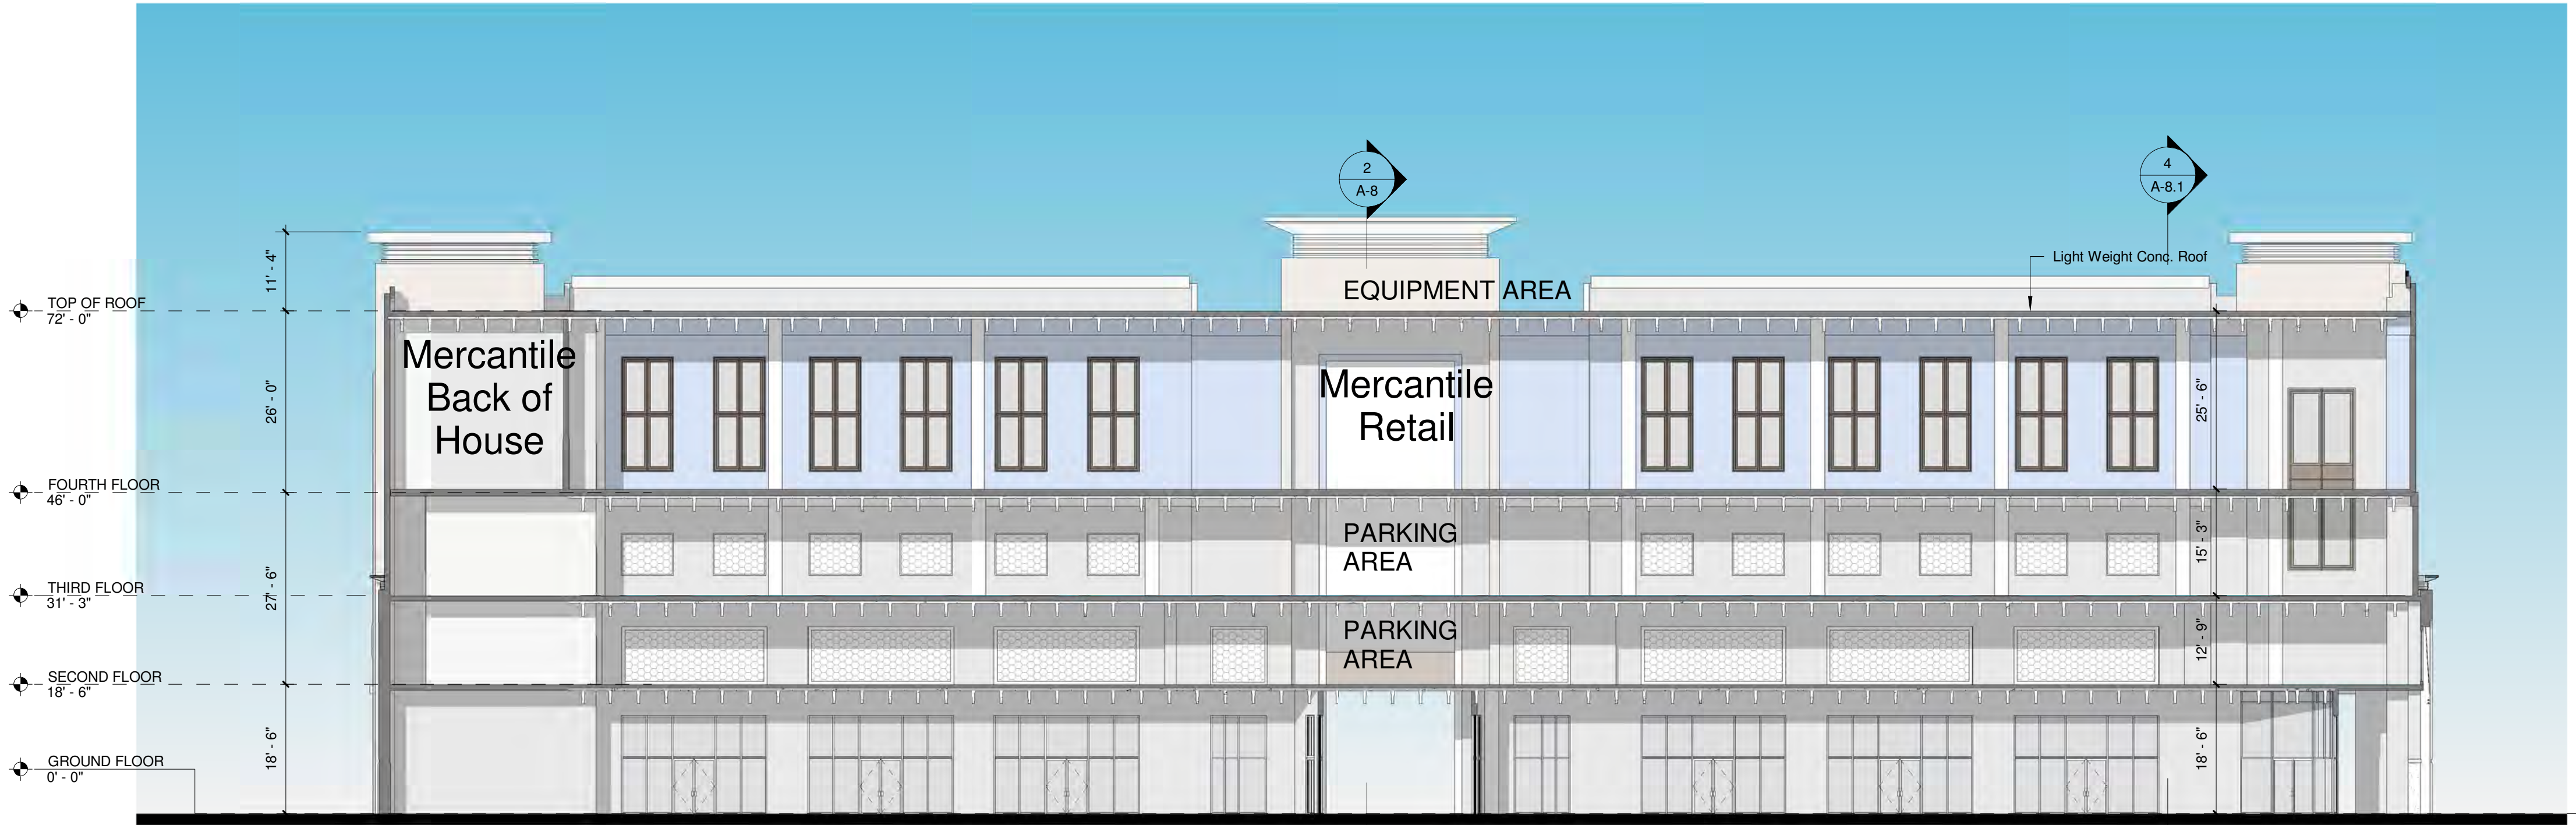 2
A-8
4
A-8.1
Light Weight Conc. Roof
11' - 4"
EQUIPMENT AREA
TOP OF ROOF
72' - 0"
Mercantile
Back of
House
Mercantile
Retail
26' - 0"
25' - 6"
FOURTH FLOOR
46' - 0"
PARKING
AREA
15' - 3"
THIRD FLOOR
31' - 3"
27' - 6"
PARKING
AREA
12' - 9"
SECOND FLOOR
18' - 6"
18' - 6"
18' - 6"
GROUND FLOOR
0' - 0"